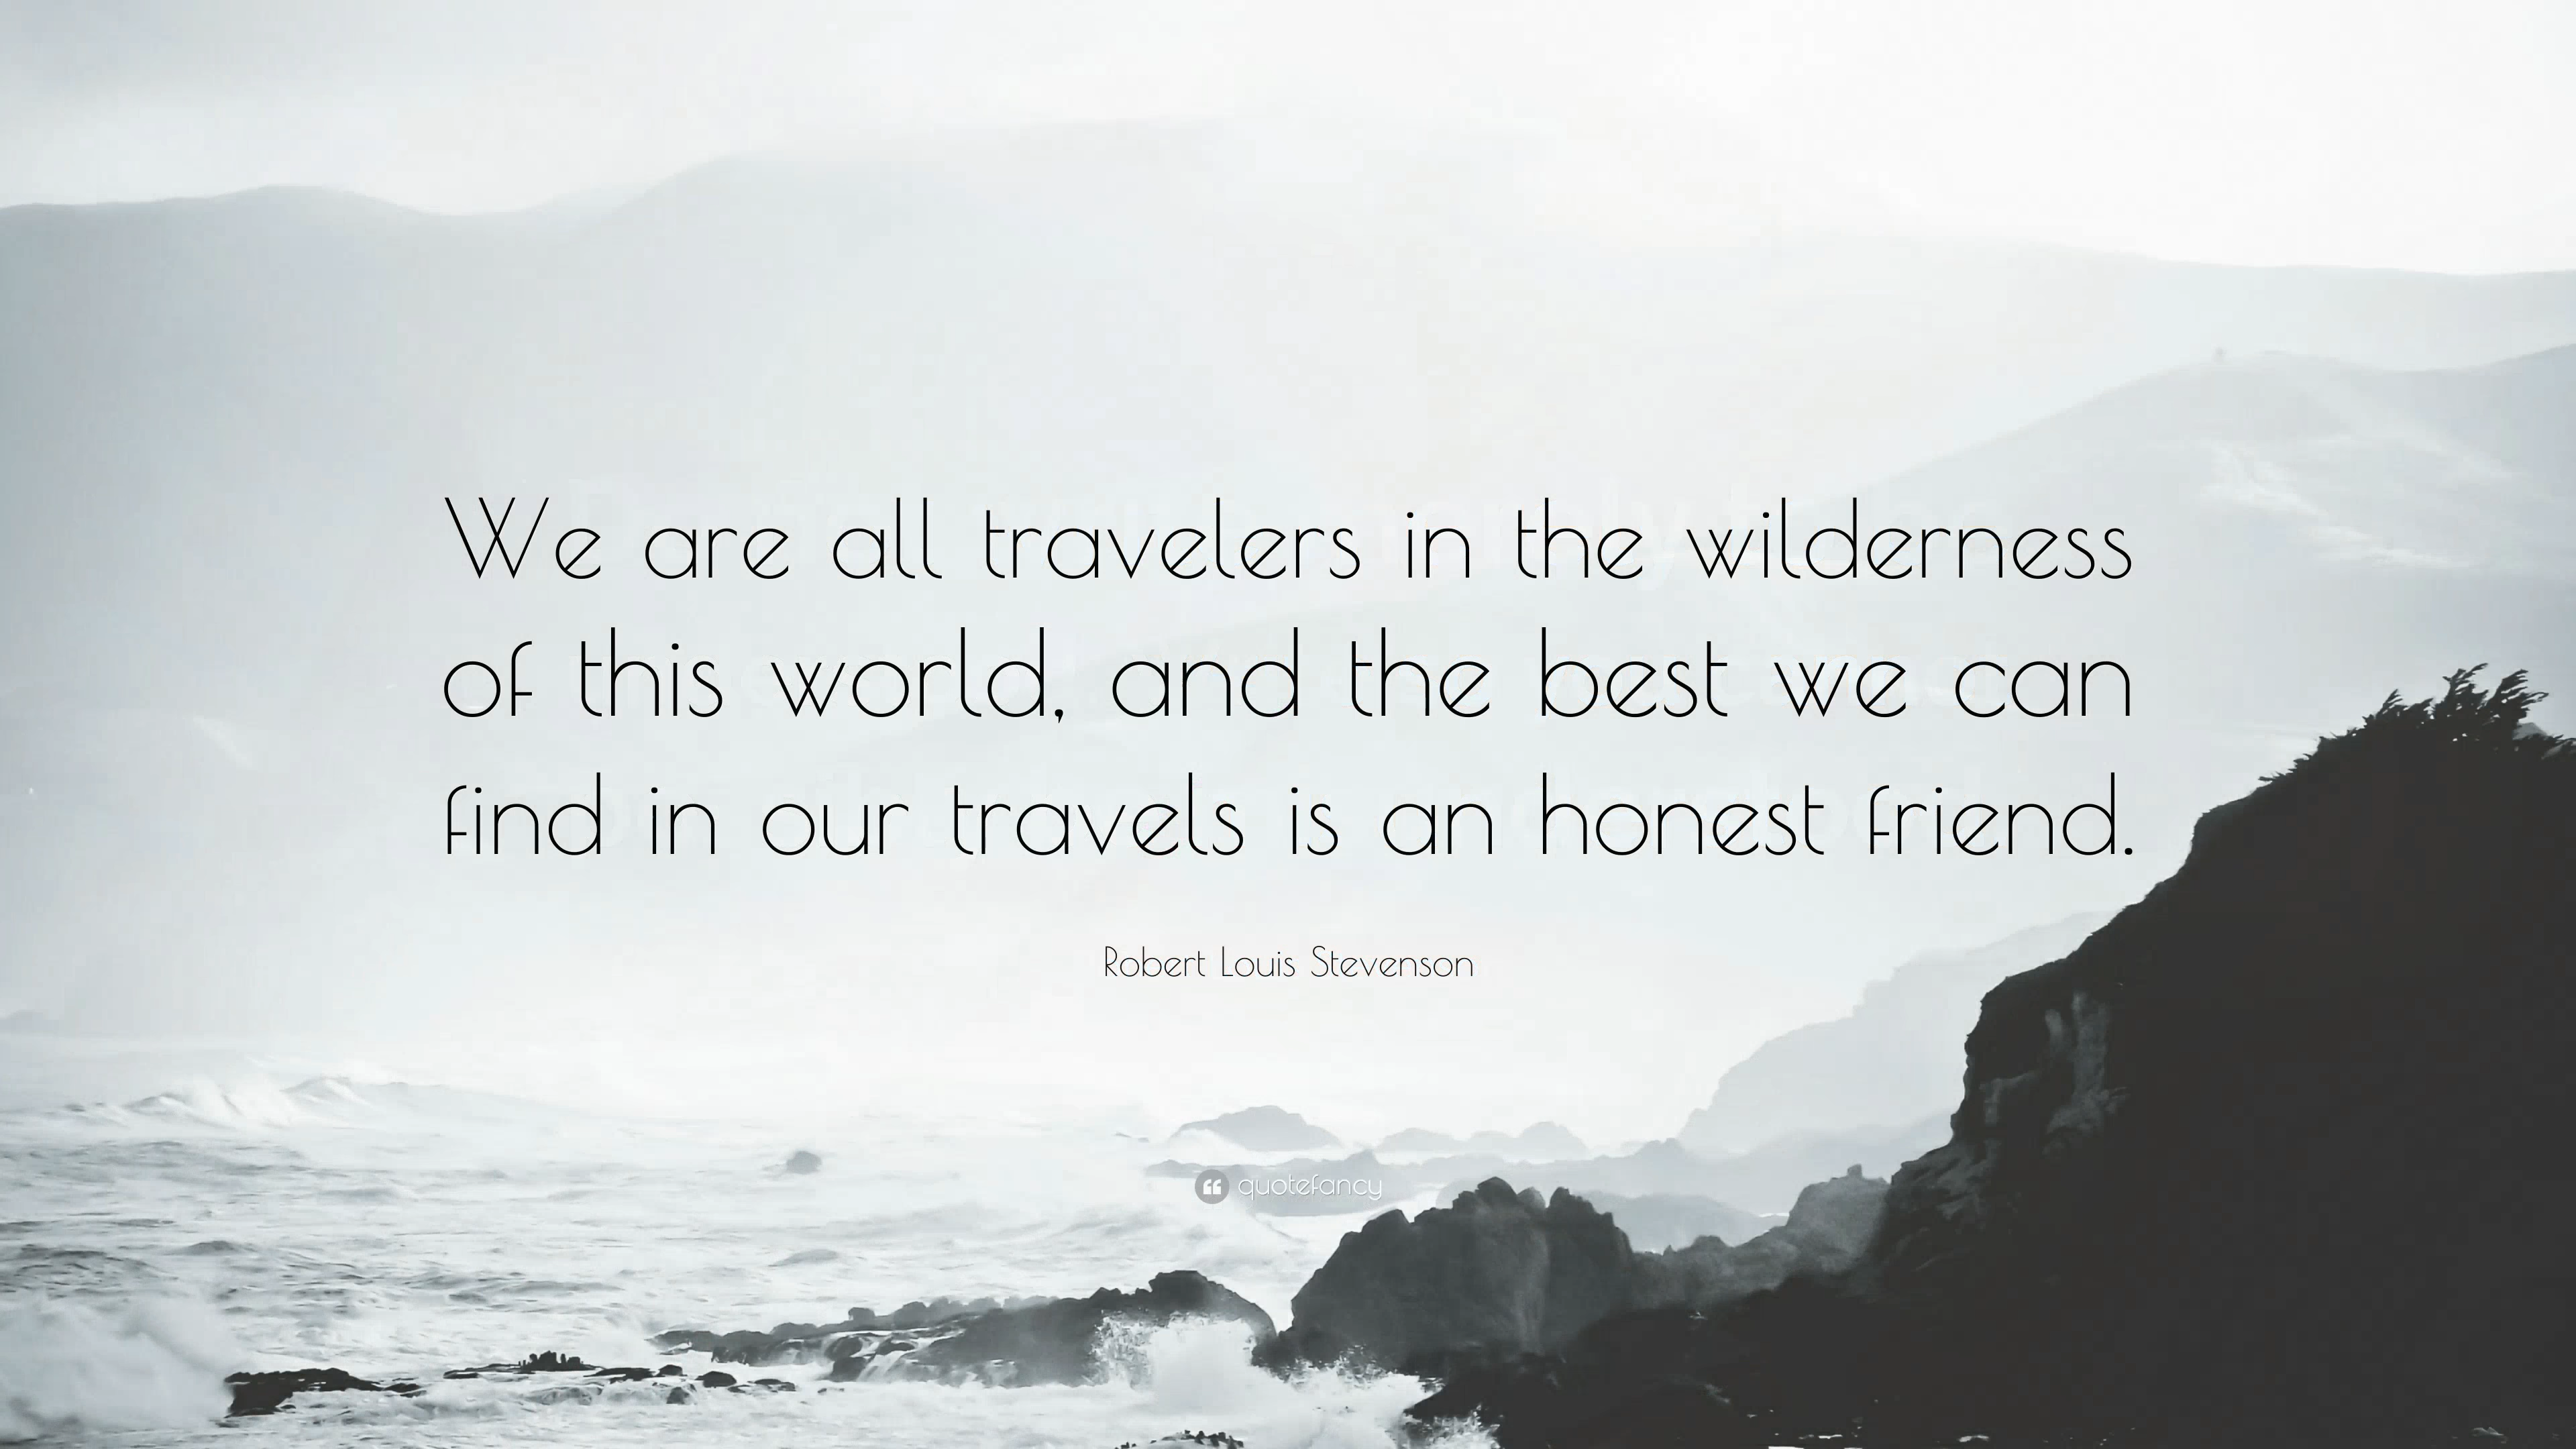 We are all travelers in the wilderness
of this world, and the best we can
find in our travels is an honest friend.
Robert Louis Stevenson
quotefancy